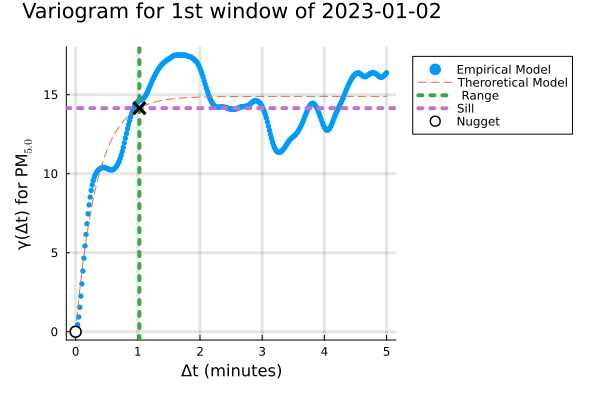 Variogram for 1st window of 2023-01-02
γ(Δt) for PM₅.₀
15
10
5
0
0 1 2 3 4 5
Δt (minutes)
Empirical Model
Theroretical Model
Range
Sill
Nugget